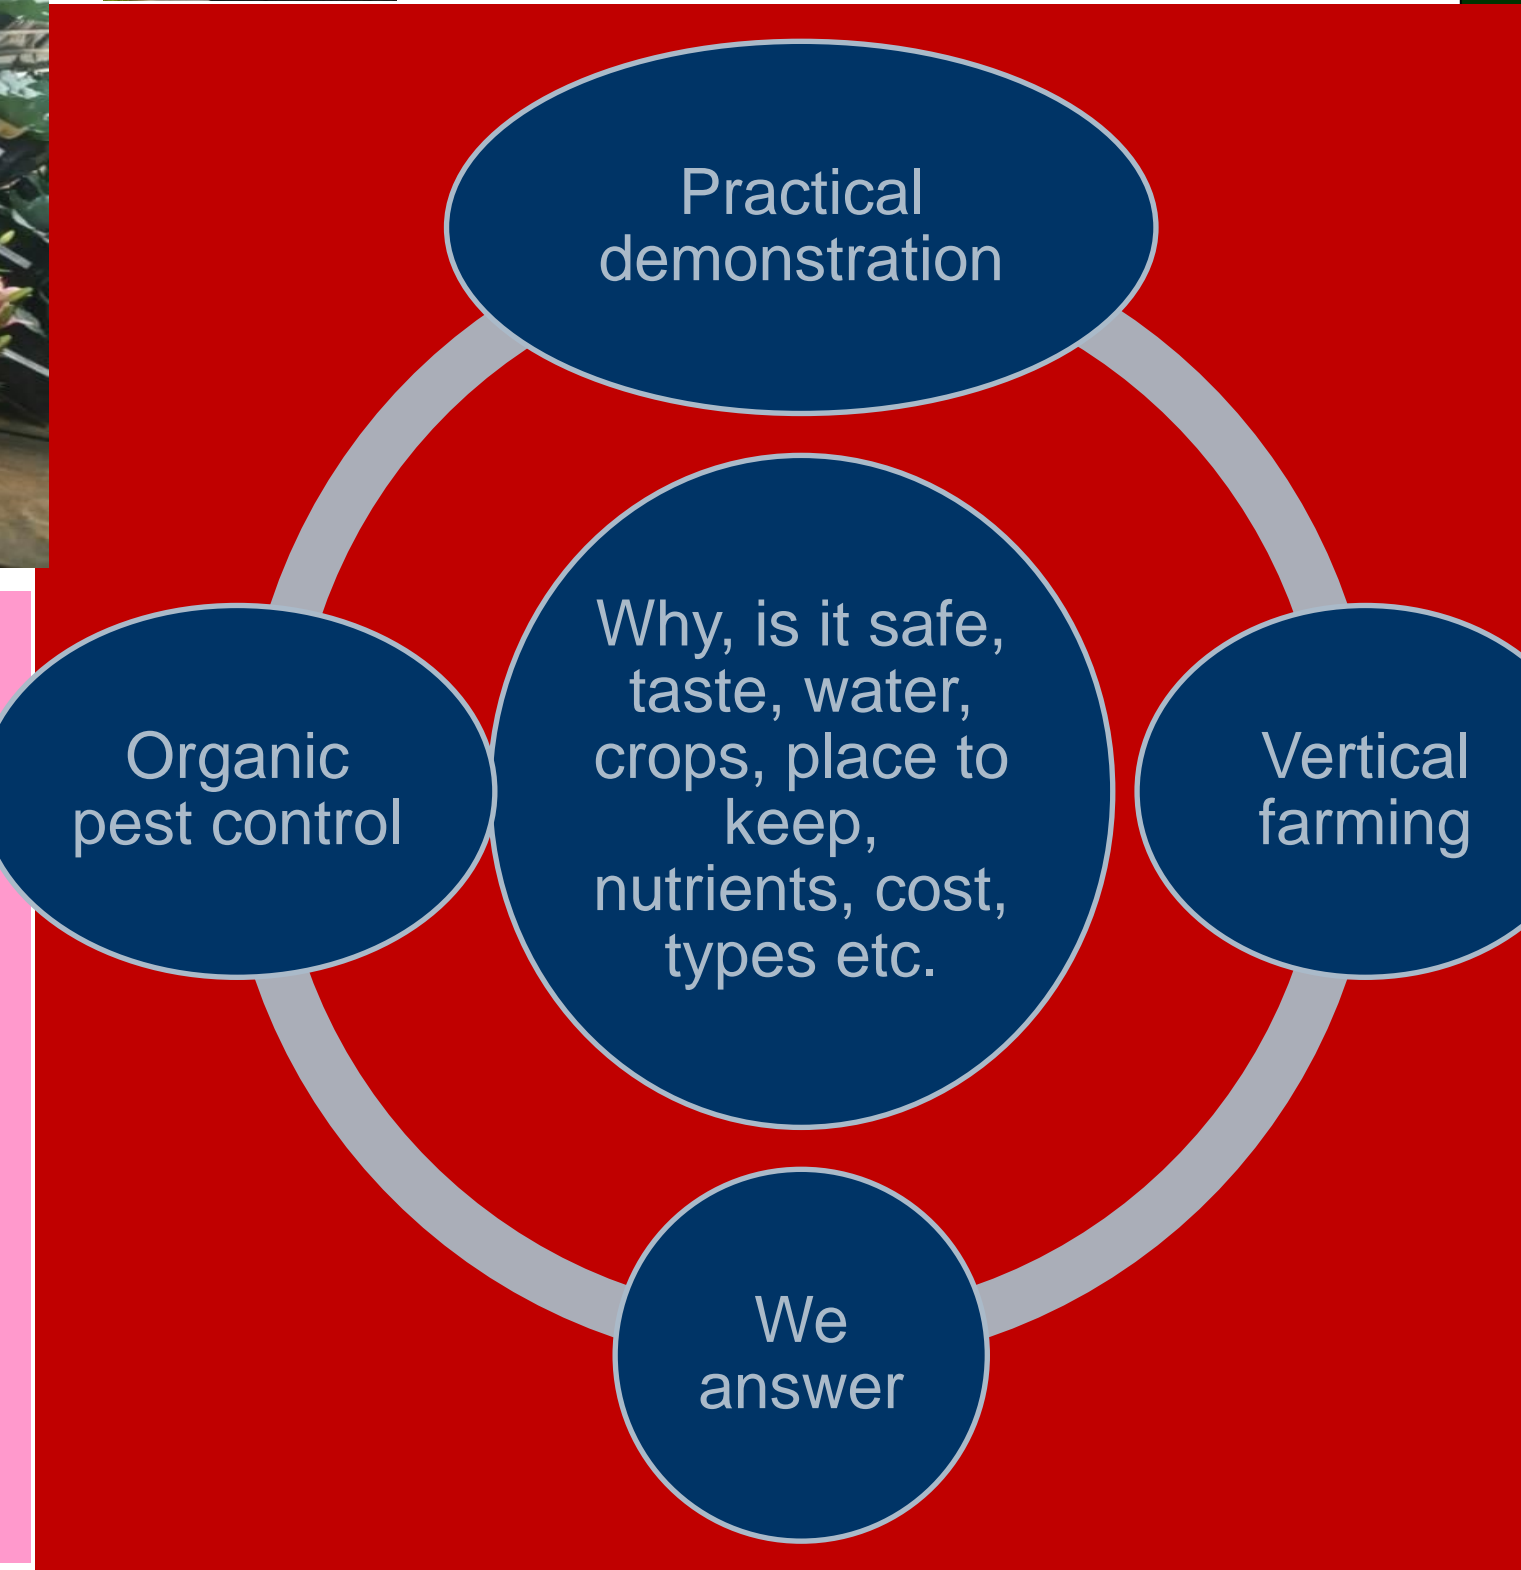 Practical
demonstration
Why, is it safe,
taste, water,
crops, place to
keep,
nutrients, cost,
types etc.
Organic
pest control
Vertical
farming
We
answer